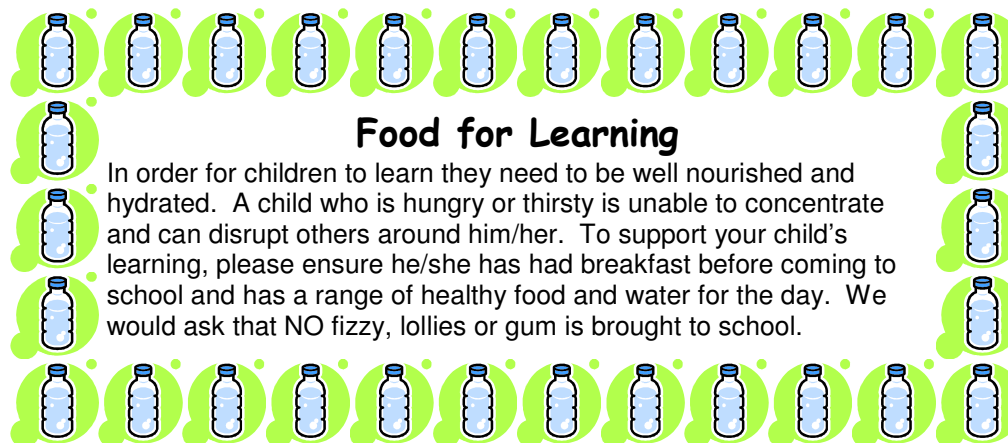 Food for Learning
In order for children to learn they need to be well nourished and
hydrated.  A child who is hungry or thirsty is unable to concentrate
and can disrupt others around him/her.  To support your child's
learning, please ensure he/she has had breakfast before coming to
school and has a range of healthy food and water for the day.  We
would ask that NO fizzy, lollies or gum is brought to school.